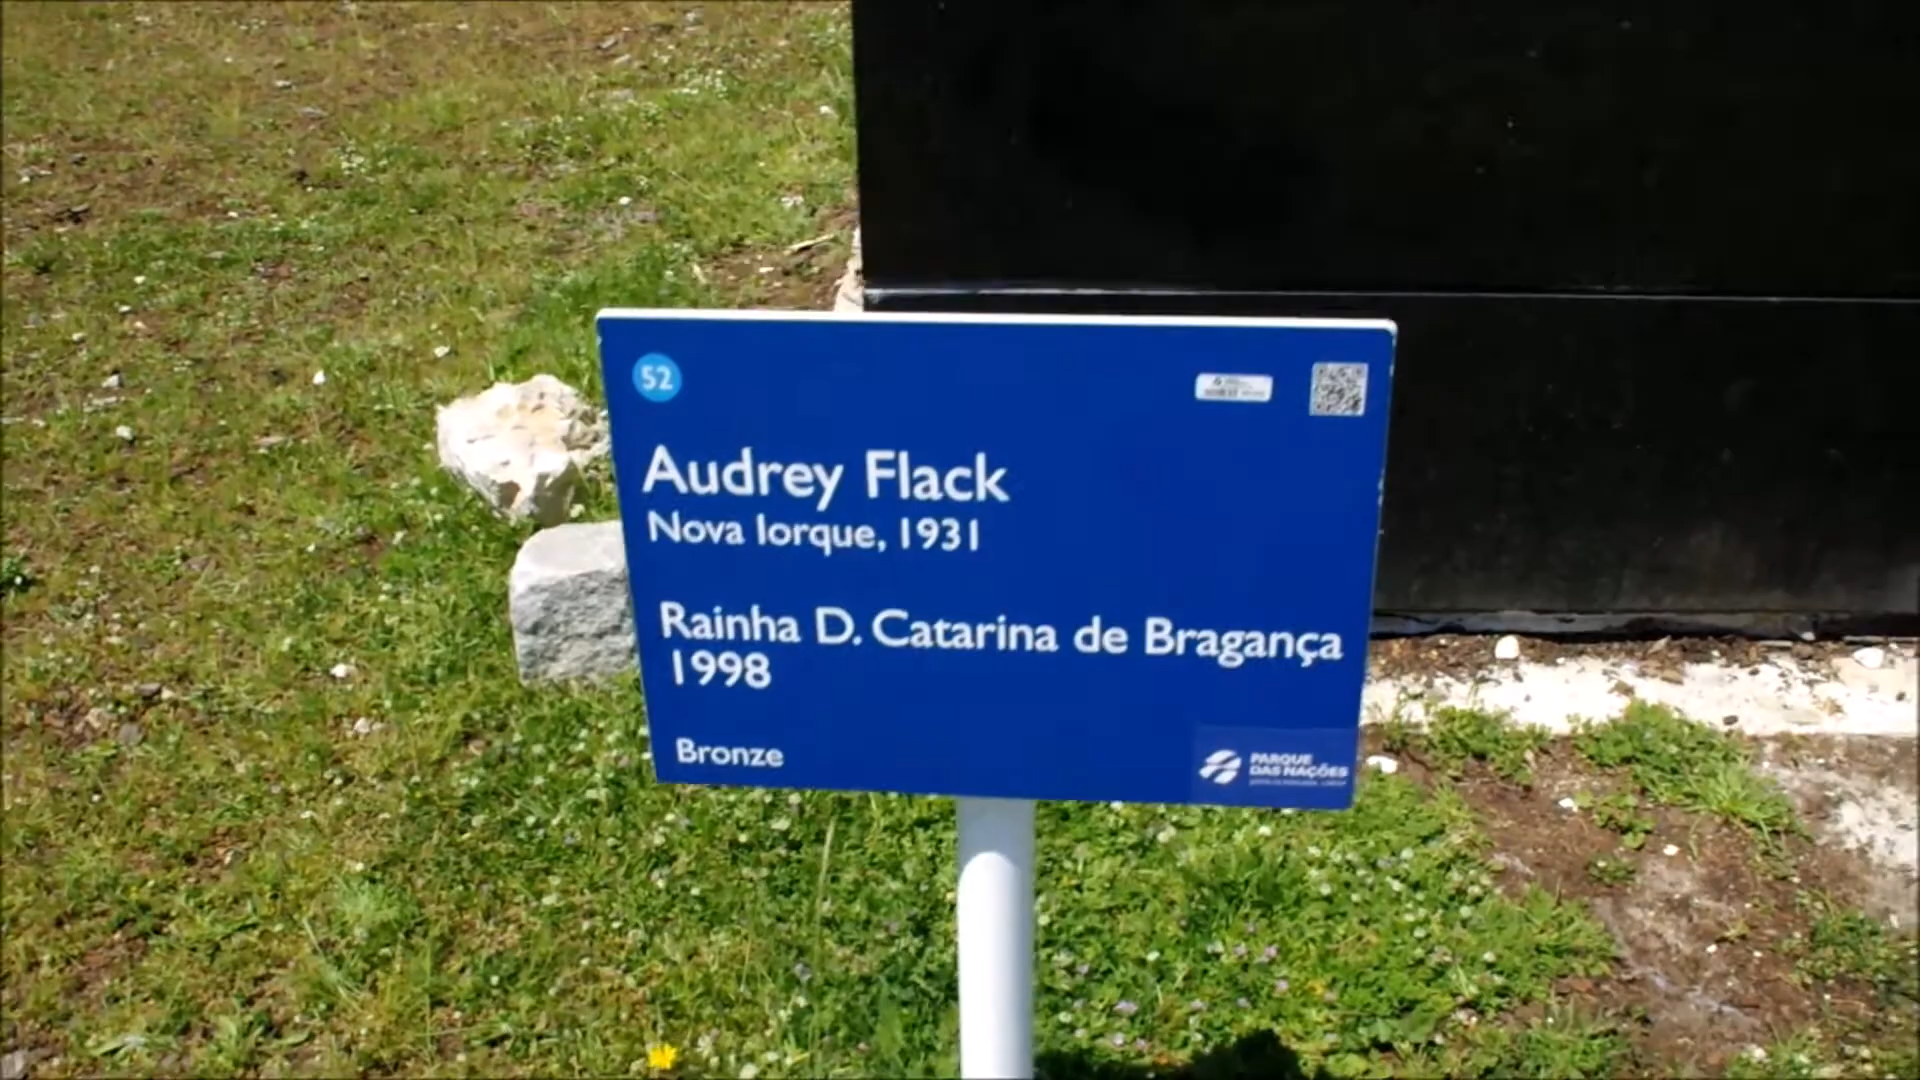 52
Audrey Flack
Nova Iorque, 1931
Rainha D. Catarina de Bragança
1998
Bronze
PARQUE
DAS NAÇÕES